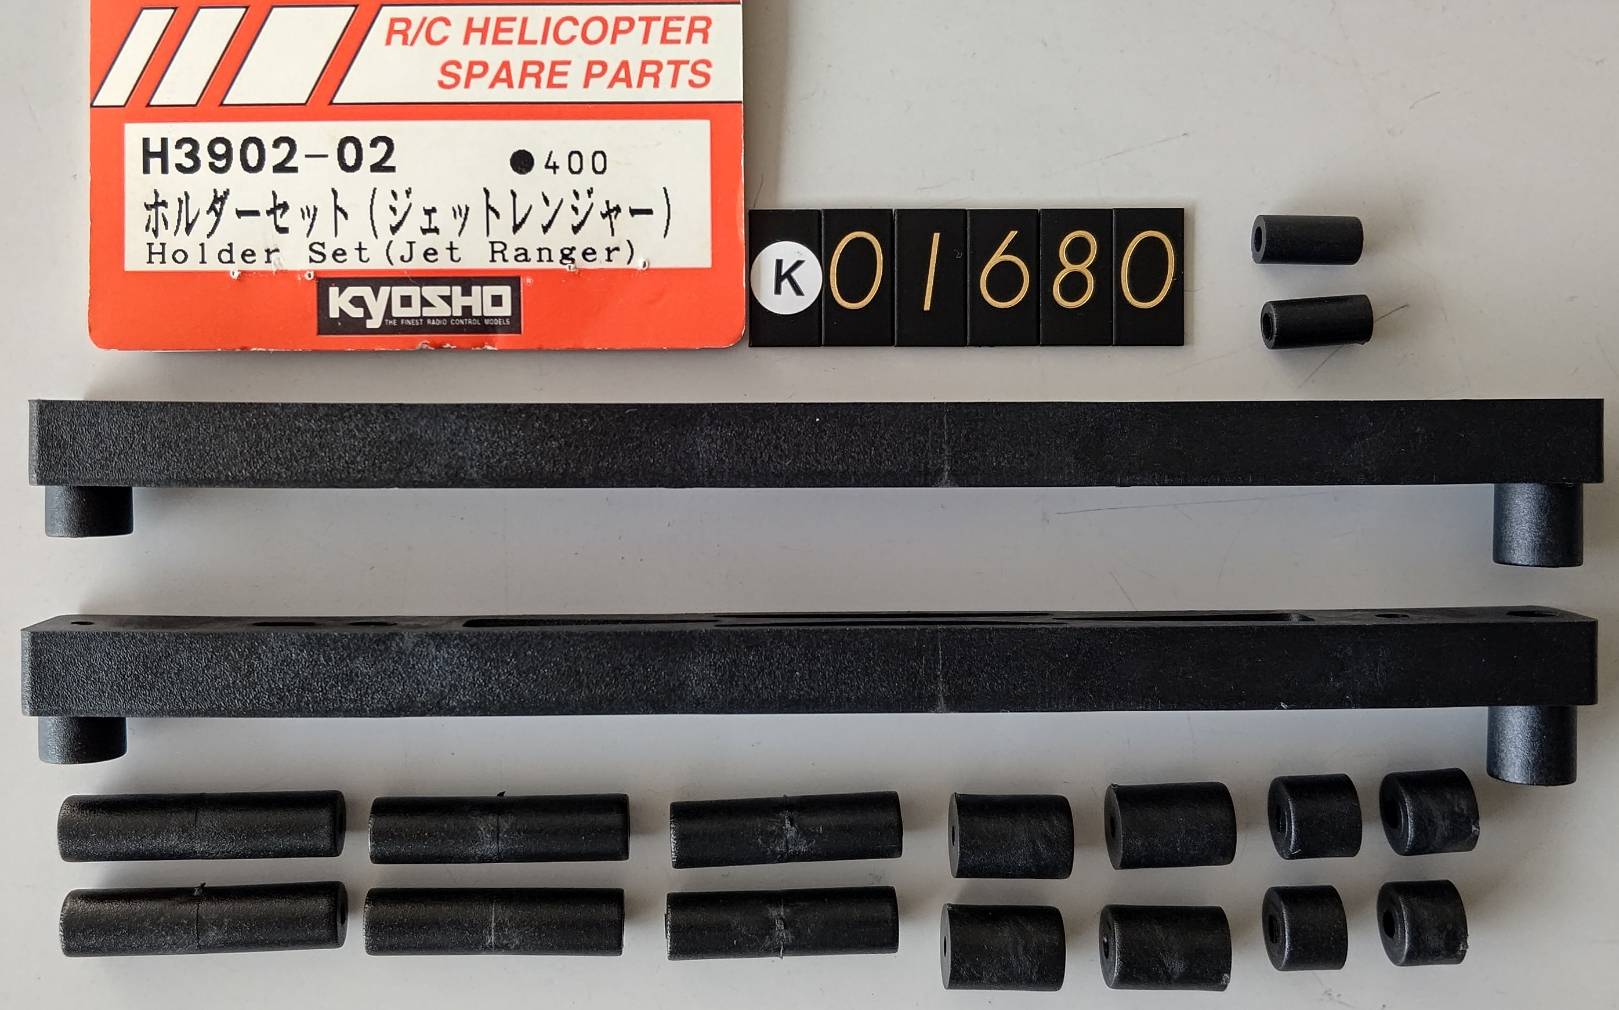 R/C HELICOPTER
SPARE PARTS
H3902-02 ●400
ホルダーセット(ジェットレンジャー)
Holder Set(Jet Ranger)
KYOSHO
THE FINEST RADIO CONTROL MODELS
K 01680